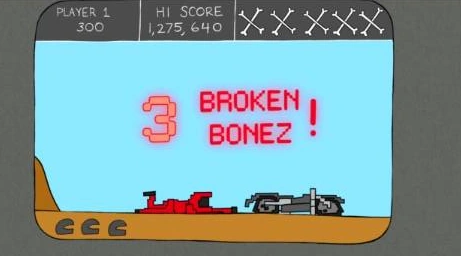 PLAYER 1
300
HI SCORE
1,275,640
3 BROKEN
BONEZ!